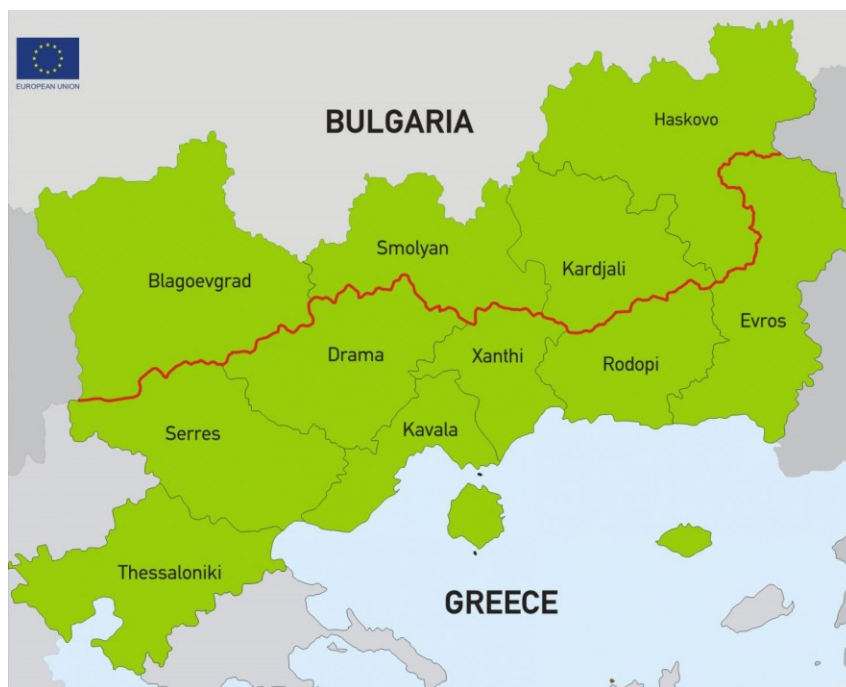 EUROPEAN UNION
BULGARIA
Haskovo
Smolyan
Kardjali
Blagoevgrad
Evros
Drama
Xanthi
Rodopi
Serres
Kavala
Thessaloniki
GREECE